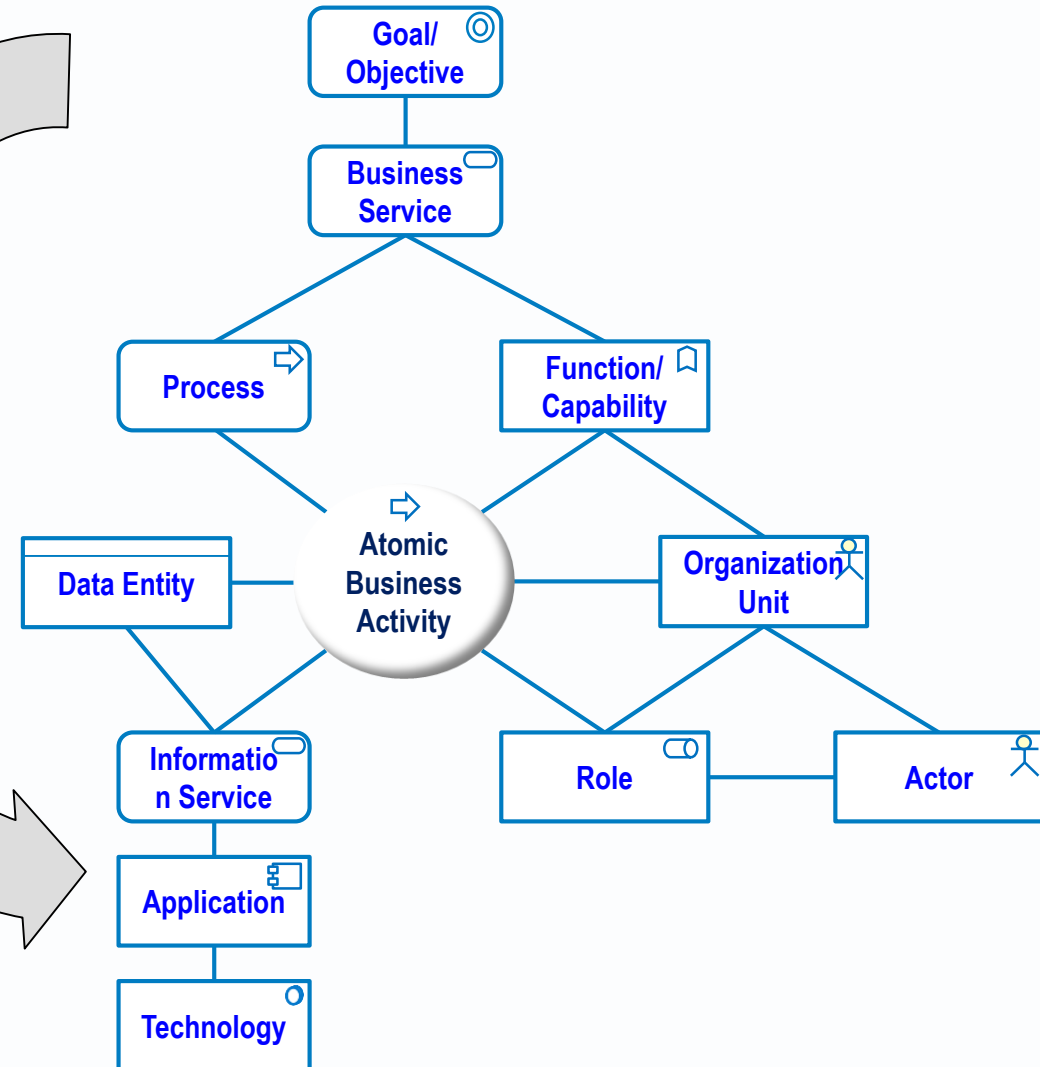 Goal/
Objective
Business
Service
Process
Function/
Capability
Atomic
Business
Activity
Data Entity
Organization
Unit
Informatio
n Service
Role
Actor
Application
Technology